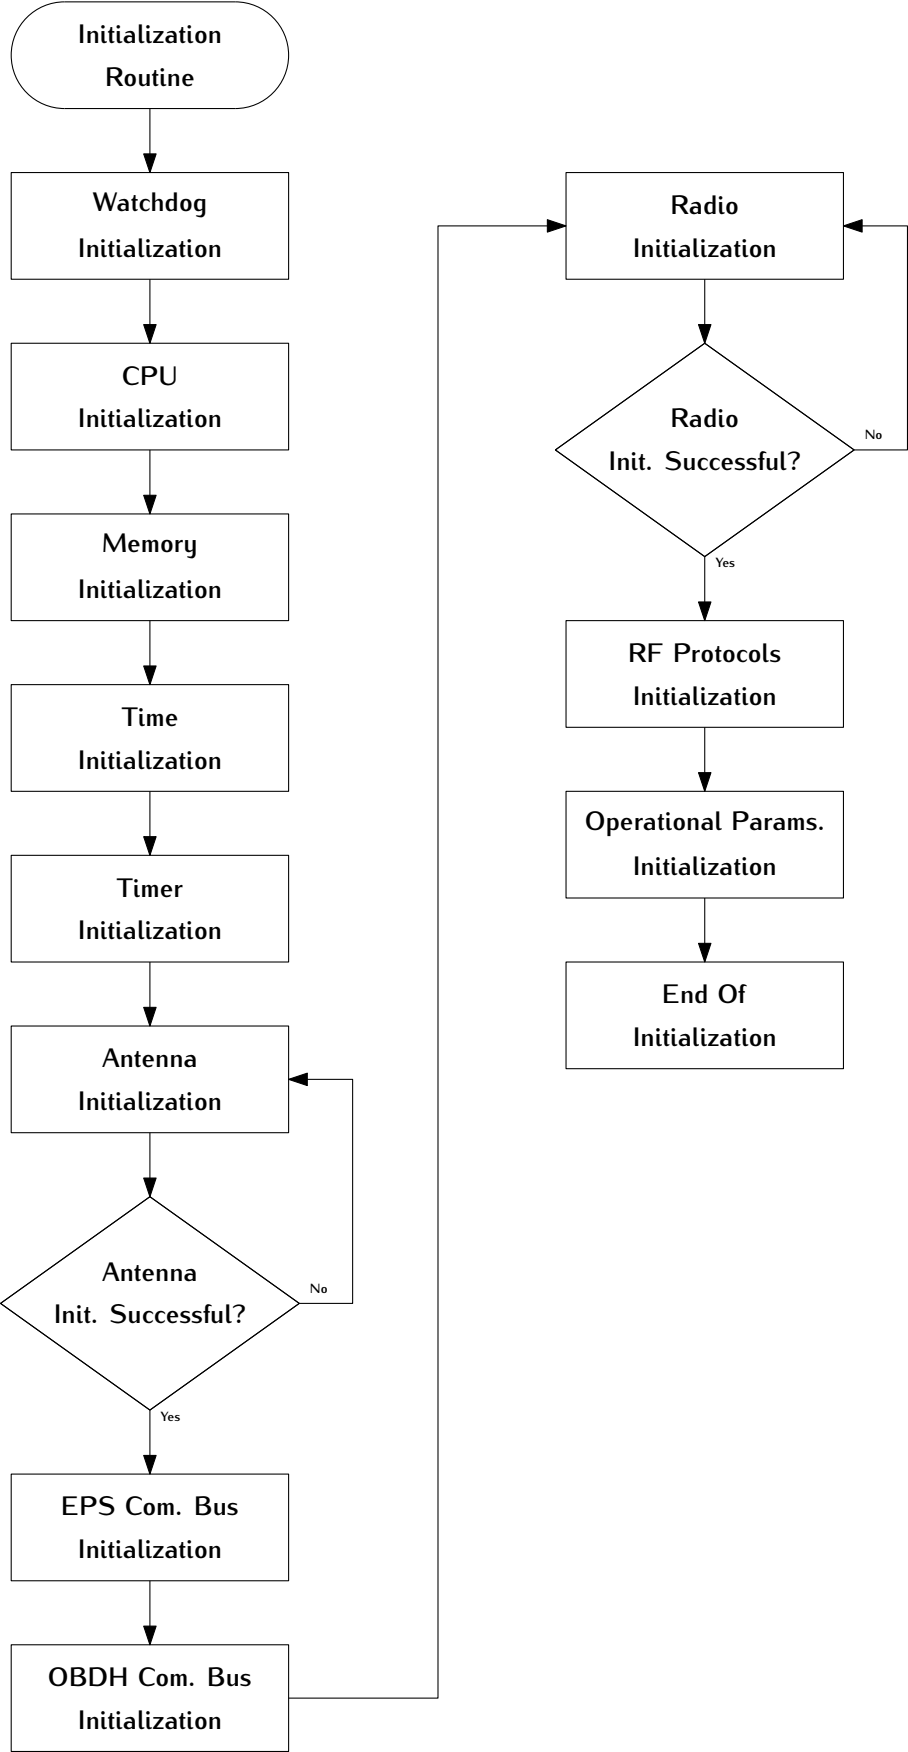 Initialization
Routine
Watchdog
Initialization
CPU
Initialization
Memory
Initialization
Time
Initialization
Timer
Initialization
Antenna
Initialization
Antenna
Init. Successful?
No
Yes
EPS Com. Bus
Initialization
OBDH Com. Bus
Initialization
Radio
Initialization
Radio
Init. Successful?
No
Yes
RF Protocols
Initialization
Operational Params.
Initialization
End Of
Initialization